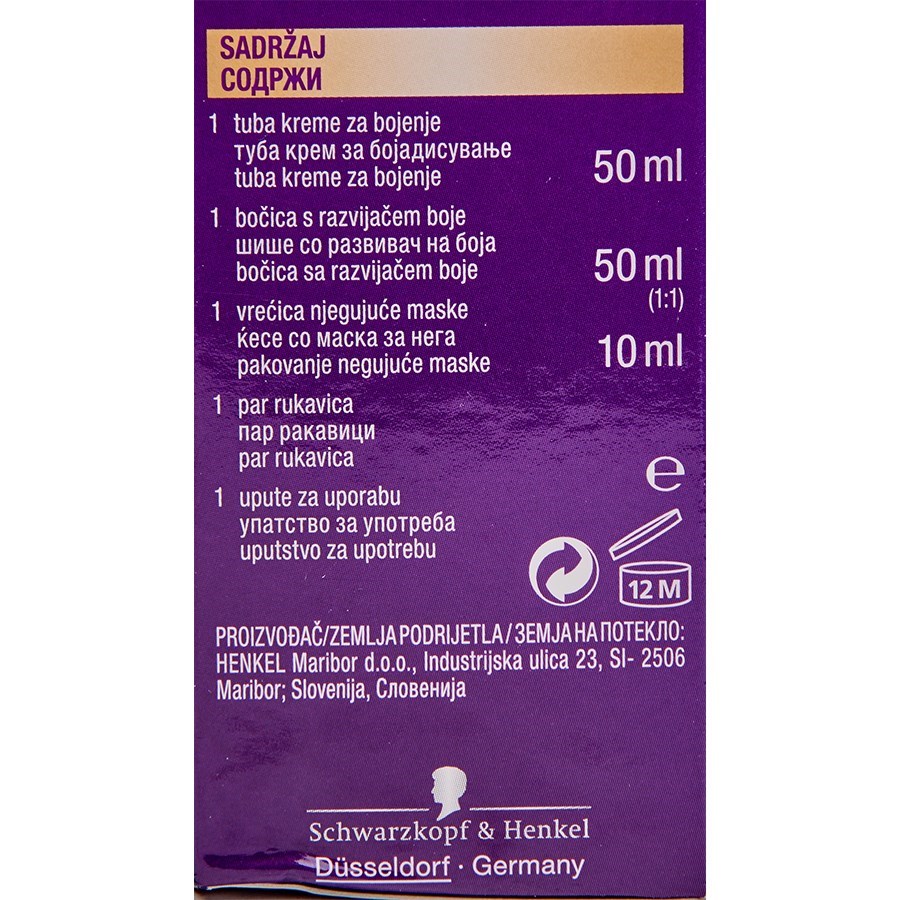 SADRŽAJ
СОДРЖИ
1 tuba kreme za bojenje
туба крем за бојадисување
tuba kreme za bojenje
50 ml
1 bočica s razvijačem boje
шише со развивач на боја
bočica sa razvijačem boje
50 ml
(1:1)
1 vrećica njegujuće maske
ќесе со маска за нега
pakovanje negujuće maske
10 ml
1 par rukavica
пар ракавици
par rukavica
1 upute za uporabu
упатство за употреба
uputstvo za upotrebu
e
12 M
PROIZVOĐAČ/ZEMLJA PODRIJETLA / ЗЕМЈА НА ПОТЕКЛО:
HENKEL Maribor d.o.o., Industrijska ulica 23, SI- 2506
Maribor; Slovenija, Словенија
Schwarzkopf & Henkel
Düsseldorf · Germany